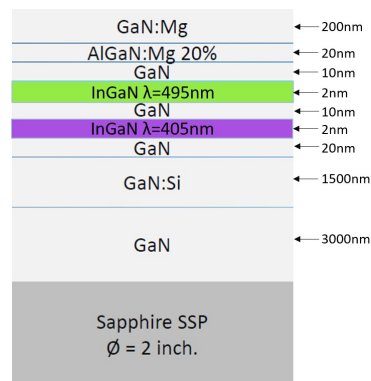 GaN:Mg 200nm
AlGaN:Mg 20% 20nm
GaN 10nm
InGaN λ=495nm 2nm
GaN 10nm
InGaN λ=405nm 2nm
GaN 20nm
GaN:Si 1500nm
GaN 3000nm
Sapphire SSP
Ø = 2 inch.